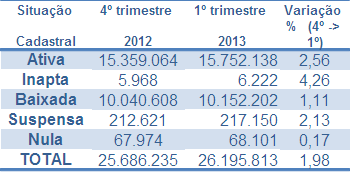 Situação 4º trimestre 1º trimestre Variação
% (4º ->
Cadastral 2012 2013 1º)
Ativa 15.359.064 15.752.138 2,56
Inapta 5.968 6.222 4,26
Baixada 10.040.608 10.152.202 1,11
Suspensa 212.621 217.150 2,13
Nula 67.974 68.101 0,17
TOTAL 25.686.235 26.195.813 1,98